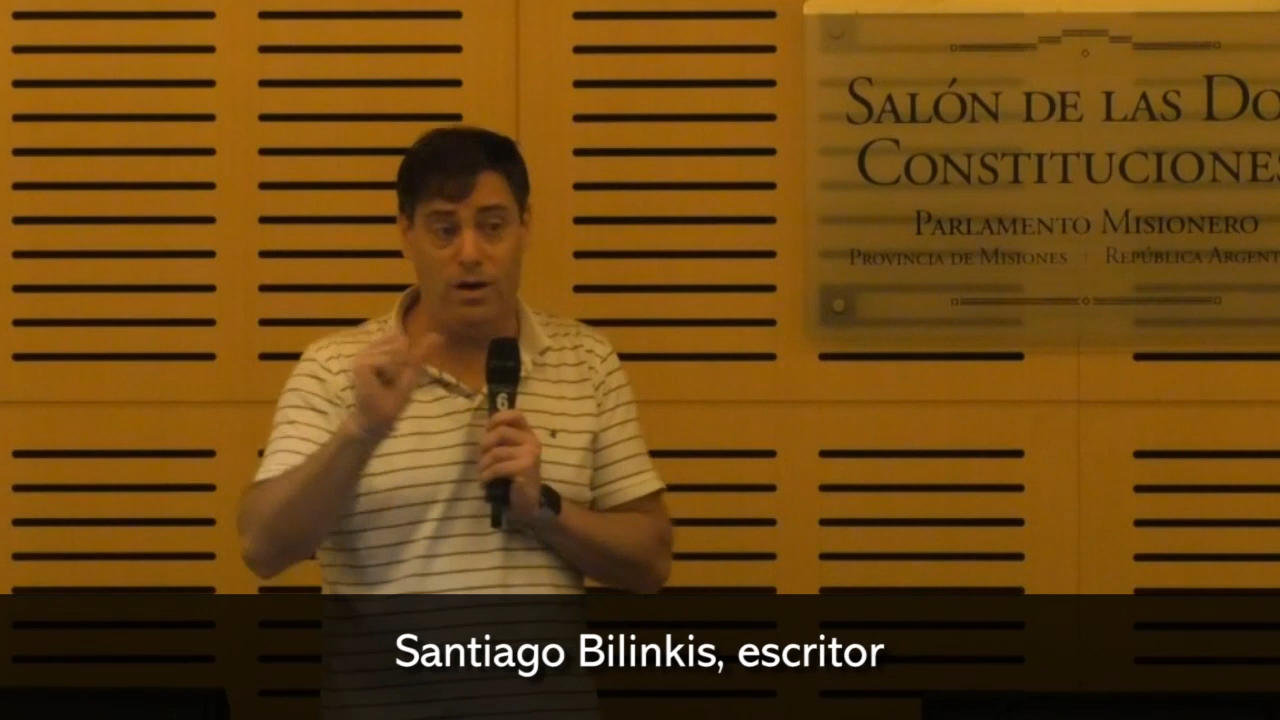 SALÓN DE LAS DO
CONSTITUCIONES
PARLAMENTO MISIONERO
PROVINCIA DE MISIONES | REPÚBLICA ARGENT
6
Santiago Bilinkis, escritor